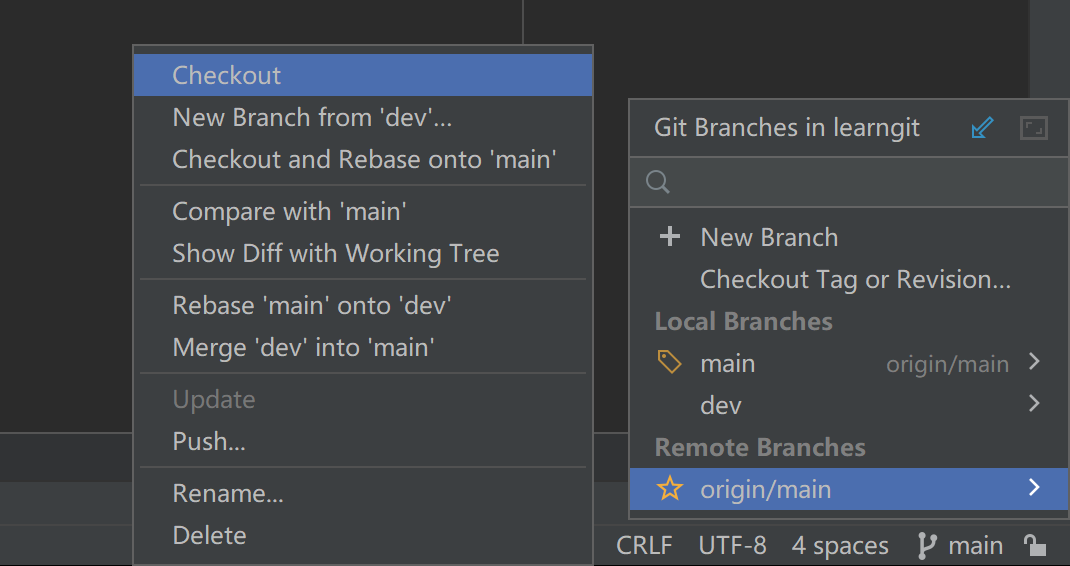 Checkout
New Branch from 'dev'...
Checkout and Rebase onto 'main'
Compare with 'main'
Show Diff with Working Tree
Rebase 'main' onto 'dev'
Merge 'dev' into 'main'
Update
Push...
Rename...
Delete
Git Branches in learngit
New Branch
Checkout Tag or Revision...
Local Branches
main origin/main
dev
Remote Branches
origin/main
CRLF UTF-8 4 spaces main